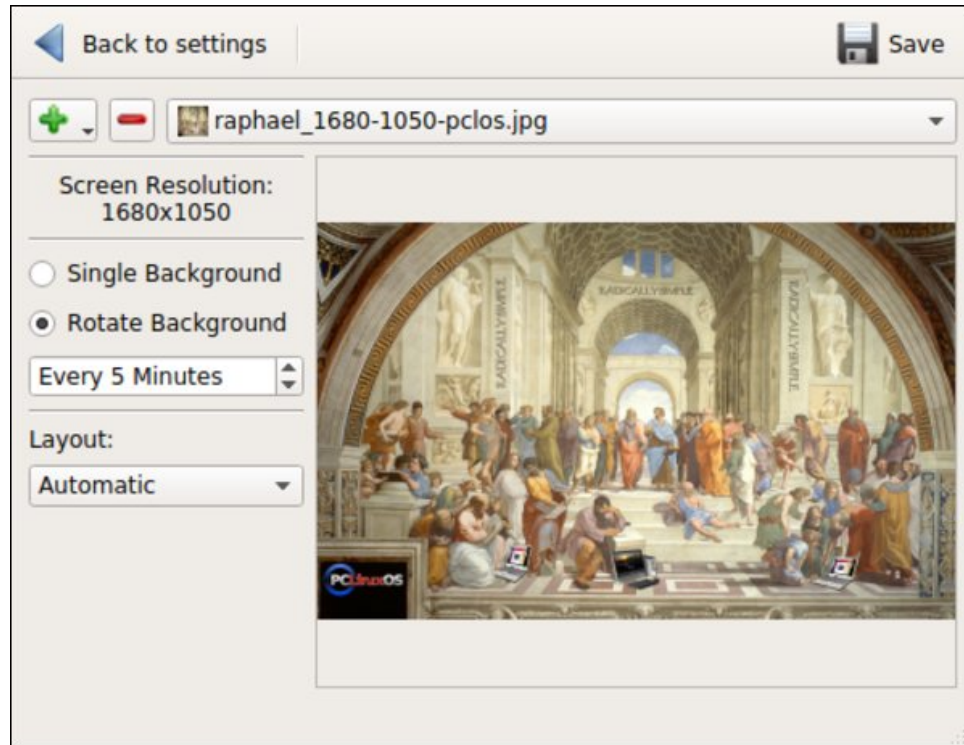 Back to settings
Save
raphael_1680-1050-pclos.jpg
Screen Resolution:
1680x1050
Single Background
Rotate Background
Every 5 Minutes
Layout:
Automatic
RADICALLY SIMPLE
RADICALLY SIMPLE
RADICALLY SIMPLE
PCLinuxOS